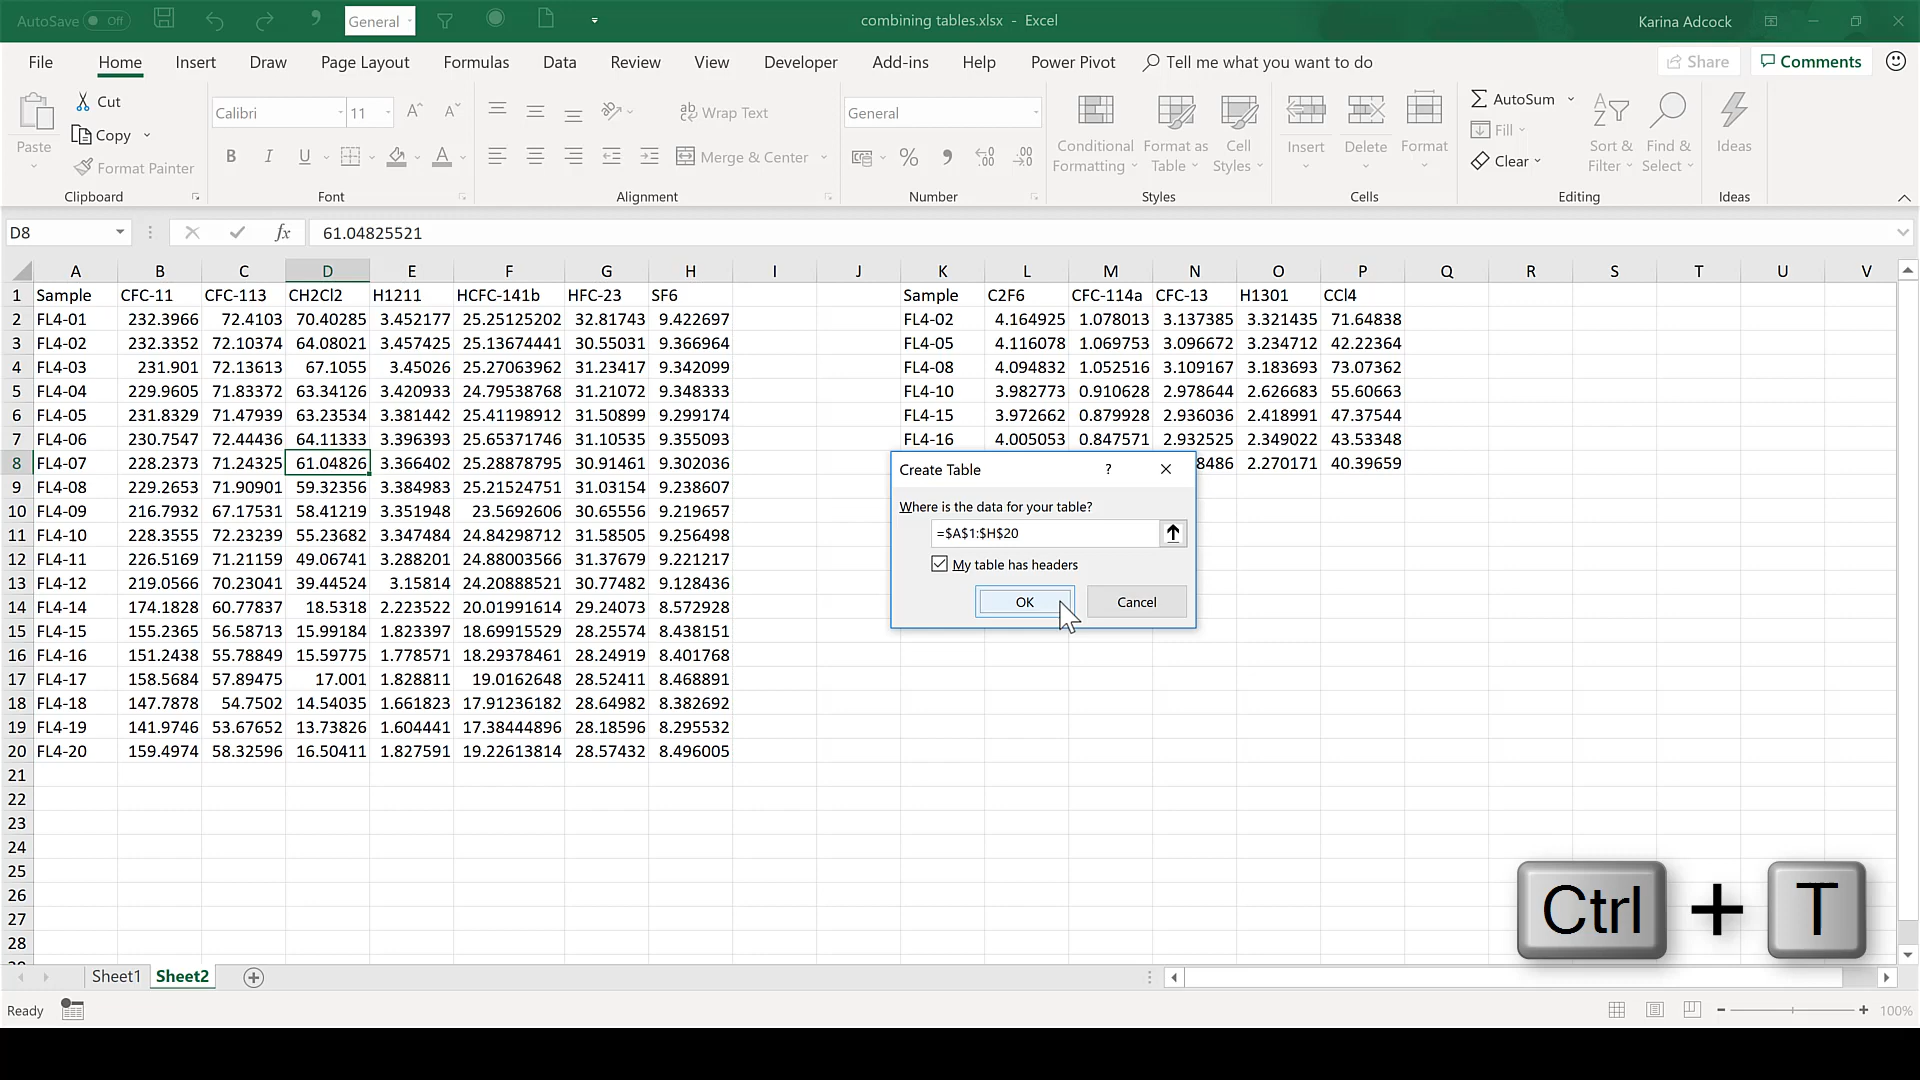 AutoSave Off General combining tables.xlsx - Excel Karina Adcock
File Home Insert Draw Page Layout Formulas Data Review View Developer Add-ins Help Power Pivot Tell me what you want to do Share Comments
Paste Cut Copy Format Painter Clipboard
Calibri 11 B I U A Font
ab Wrap Text Merge & Center Alignment
General % Number
Conditional Formatting Format as Table Cell Styles Styles
Insert Delete Format Cells
AutoSum Fill Clear Sort & Filter Find & Select Editing
Ideas Ideas
D8 fx 61.04825521
A B C D E F G H I J K L M N O P Q R S T U V
1 Sample CFC-11 CFC-113 CH2Cl2 H1211 HCFC-141b HFC-23 SF6 Sample C2F6 CFC-114a CFC-13 H1301 CCl4
2 FL4-01 232.3966 72.4103 70.40285 3.452177 25.25125202 32.81743 9.422697 FL4-02 4.164925 1.078013 3.137385 3.321435 71.64838
3 FL4-02 232.3352 72.10374 64.08021 3.457425 25.13674441 30.55031 9.366964 FL4-05 4.116078 1.069753 3.096672 3.234712 42.22364
4 FL4-03 231.901 72.13613 67.1055 3.45026 25.27063962 31.23417 9.342099 FL4-08 4.094832 1.052516 3.109167 3.183693 73.07362
5 FL4-04 229.9605 71.83372 63.34126 3.420933 24.79538768 31.21072 9.348333 FL4-10 3.982773 0.910628 2.978644 2.626683 55.60663
6 FL4-05 231.8329 71.47939 63.23534 3.381442 25.41198912 31.50899 9.299174 FL4-15 3.972662 0.879928 2.936036 2.418991 47.37544
7 FL4-06 230.7547 72.44436 64.11333 3.396393 25.65371746 31.10535 9.355093 FL4-16 4.005053 0.847571 2.932525 2.349022 43.53348
8 FL4-07 228.2373 71.24325 61.04826 3.366402 25.28878795 30.91461 9.302036 8486 2.270171 40.39659
9 FL4-08 229.2653 71.90901 59.32356 3.384983 25.21524751 31.03154 9.238607
10 FL4-09 216.7932 67.17531 58.41219 3.351948 23.5692606 30.65556 9.219657
11 FL4-10 228.3555 72.23239 55.23682 3.347484 24.84298712 31.58505 9.256498
12 FL4-11 226.5169 71.21159 49.06741 3.288201 24.88003566 31.37679 9.221217
13 FL4-12 219.0566 70.23041 39.44524 3.15814 24.20888521 30.77482 9.128436
14 FL4-14 174.1828 60.77837 18.5318 2.223522 20.01991614 29.24073 8.572928
15 FL4-15 155.2365 56.58713 15.99184 1.823397 18.69915529 28.25574 8.438151
16 FL4-16 151.2438 55.78849 15.59775 1.778571 18.29378461 28.24919 8.401768
17 FL4-17 158.5684 57.89475 17.001 1.828811 19.0162648 28.52411 8.468891
18 FL4-18 147.7878 54.7502 14.54035 1.661823 17.91236182 28.64982 8.382692
19 FL4-19 141.9746 53.67652 13.73826 1.604441 17.38444896 28.18596 8.295532
20 FL4-20 159.4974 58.32596 16.50411 1.827591 19.22613814 28.57432 8.496005
21
22
23
24
25
26
27
28
Create Table ?
Where is the data for your table?
=$A$1:$H$20
My table has headers
OK Cancel
Ctrl + T
Sheet1 Sheet2
Ready 100%